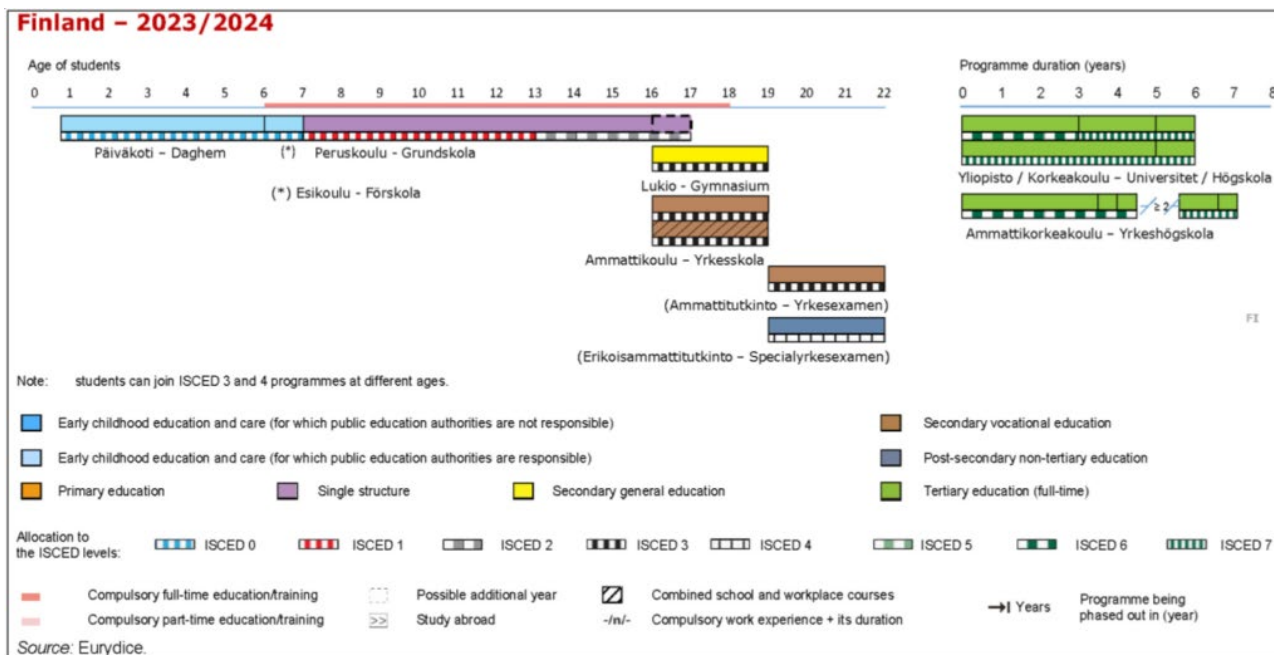 Finland – 2023/2024
Age of students
Programme duration (years)
0 1 2 3 4 5 6 7 8 9 10 11 12 13 14 15 16 17 18 19 20 21 22
0 1 2 3 4 5 6 7 8
Päiväkoti – Daghem
(*)
Peruskoulu - Grundskola
(*) Esikoulu - Förskola
Lukio - Gymnasium
Ammattikoulu – Yrkesskola
(Ammattitutkinto – Yrkesexamen)
(Erikoisammattitutkinto – Specialyrkesexamen)
Yliopisto / Korkeakoulu – Universitet / Högskola
≥ 2
Ammattikorkeakoulu – Yrkeshögskola
FI
Note: students can join ISCED 3 and 4 programmes at different ages.
Early childhood education and care (for which public education authorities are not responsible)
Secondary vocational education
Early childhood education and care (for which public education authorities are responsible)
Post-secondary non-tertiary education
Primary education
Single structure
Secondary general education
Tertiary education (full-time)
Allocation to
the ISCED levels:
ISCED 0
ISCED 1
ISCED 2
ISCED 3
ISCED 4
ISCED 5
ISCED 6
ISCED 7
Compulsory full-time education/training
Possible additional year
Combined school and workplace courses
Years
Programme being
phased out in (year)
Compulsory part-time education/training
>>
Study abroad
-/n/-
Compulsory work experience + its duration
Source: Eurydice.